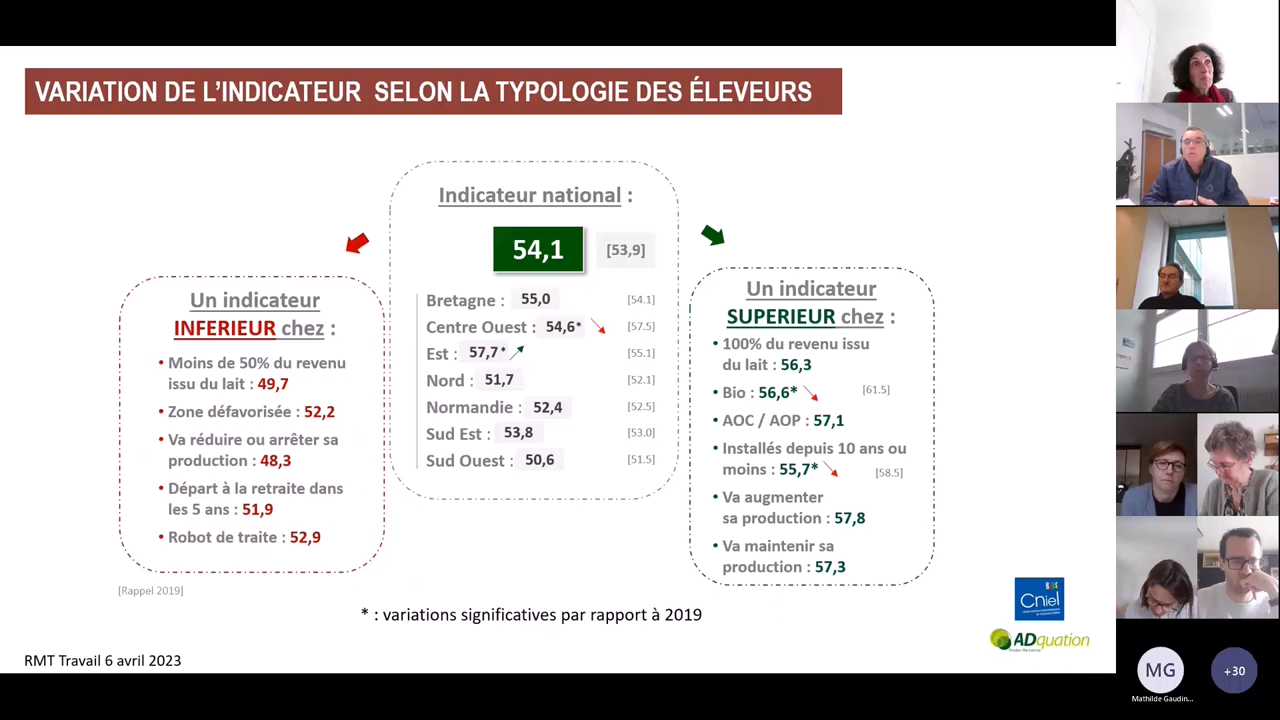 VARIATION DE L'INDICATEUR SELON LA TYPOLOGIE DES ÉLEVEURS
Indicateur national :
54,1 [53,9]
Bretagne : 55,0 [54.1]
Centre Ouest : 54,6* [57.5]
Est : 57,7* [55.1]
Nord : 51,7 [52.1]
Normandie : 52,4 [52.5]
Sud Est : 53,8 [53.0]
Sud Ouest : 50,6 [51.5]
Un indicateur
INFERIEUR chez :
• Moins de 50% du revenu
issu du lait : 49,7
• Zone défavorisée : 52,2
• Va réduire ou arrêter sa
production : 48,3
• Départ à la retraite dans
les 5 ans : 51,9
• Robot de traite : 52,9
[Rappel 2019]
Un indicateur
SUPERIEUR chez :
• 100% du revenu issu
du lait : 56,3
• Bio : 56,6* [61.5]
• AOC / AOP : 57,1
• Installés depuis 10 ans ou
moins : 55,7* [58.5]
• Va augmenter
sa production : 57,8
• Va maintenir sa
production : 57,3
* : variations significatives par rapport à 2019
Cniel
ADquation
RMT Travail 6 avril 2023
MG
+30
Mathilde Gaudin...